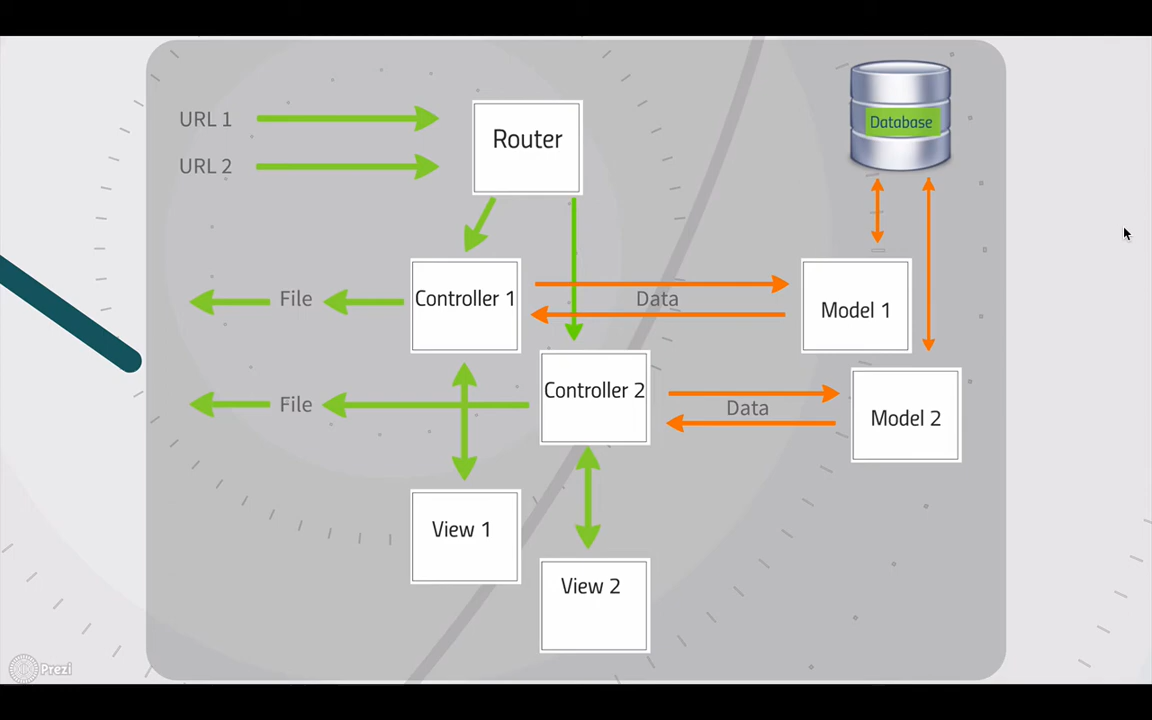 URL 1
URL 2
Router
Database
File
Controller 1
Data
Model 1
File
Controller 2
Data
Model 2
View 1
View 2
Prezi